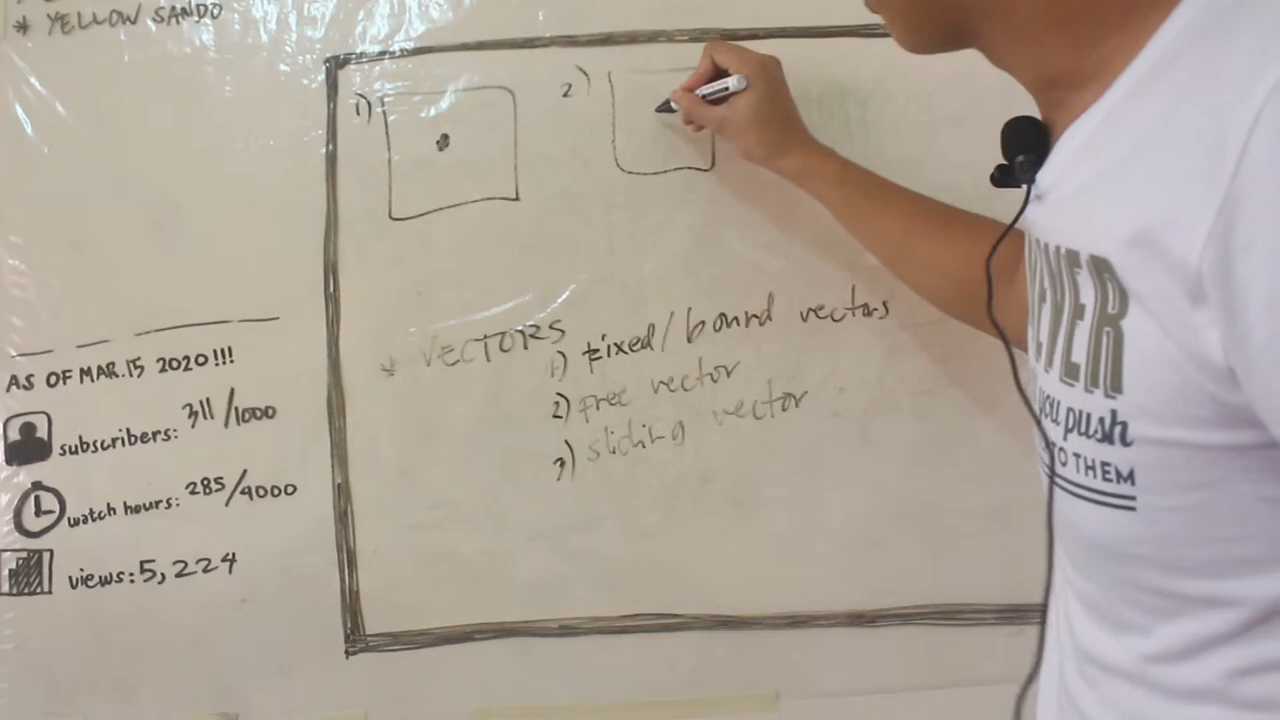 * YELLOW SANDO
1)
2)
* VECTORS
1) fixed/bound vectors
2) Free vector
3) sliding vector
AS OF MAR.15 2020!!!
subscribers: 311/1000
watch hours: 285/4000
views: 5,224
you push
TO THEM